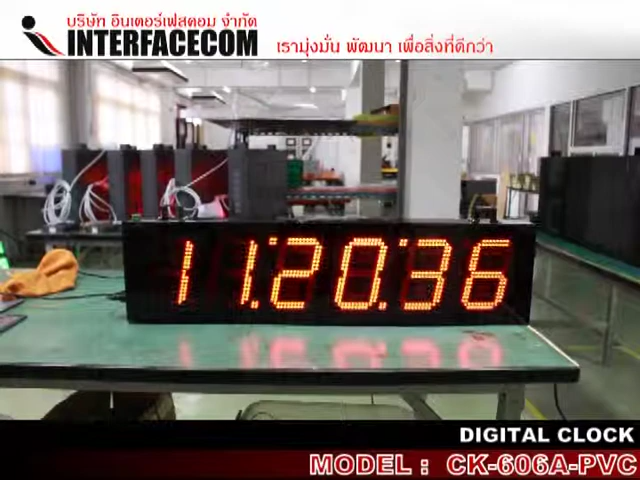 บริษัท อินเตอร์เฟสคอม จำกัด
INTERFACECOM
เรามุ่งมั่น พัฒนา เพื่อสิ่งที่ดีกว่า
11:20:36
DIGITAL CLOCK
MODEL : CK-606A-PVC